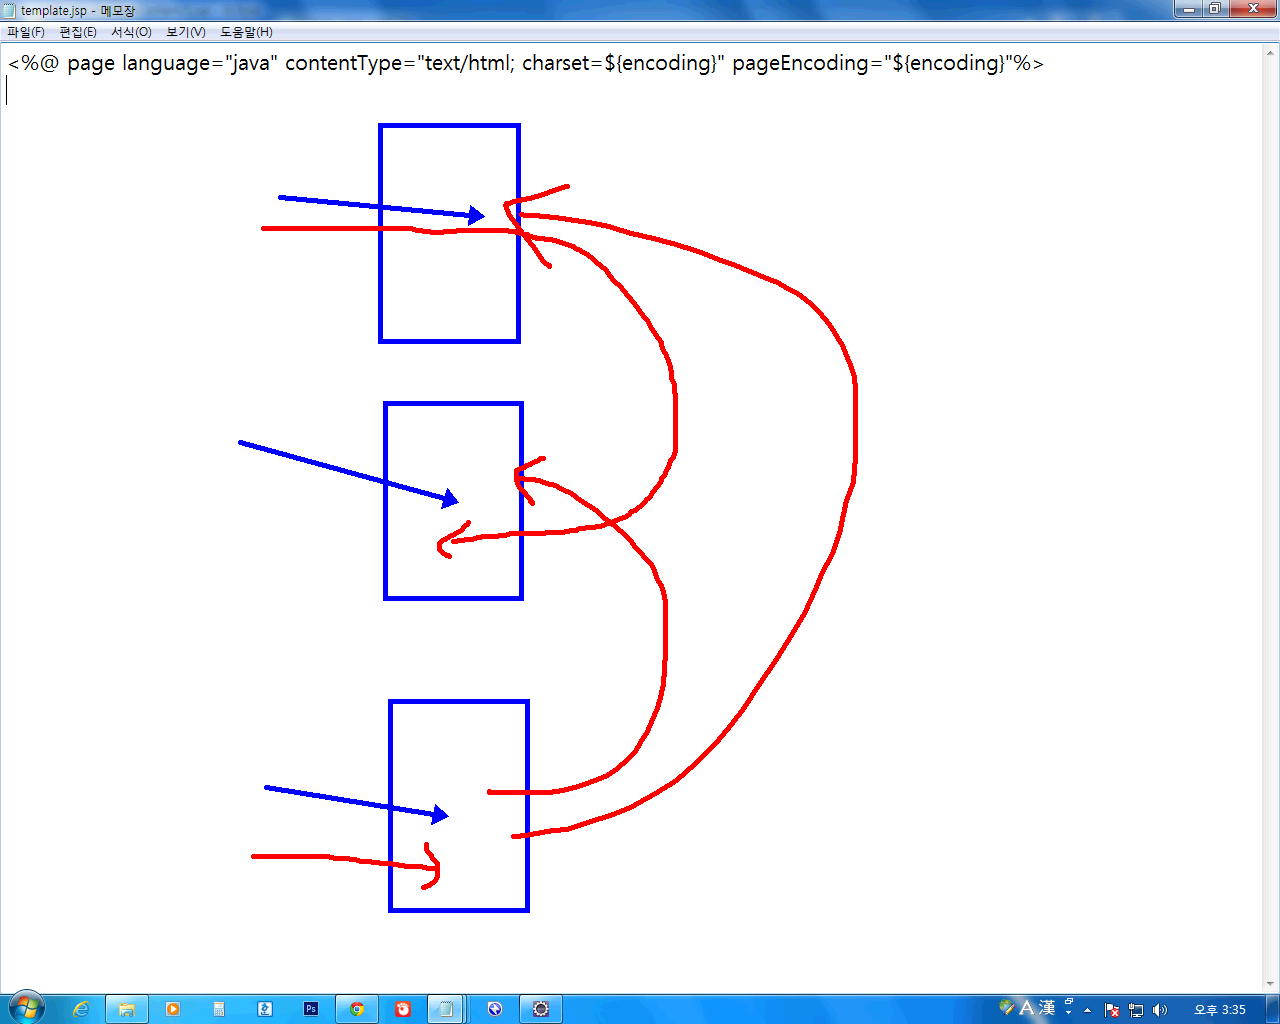 template.jsp - 메모장
파일(F) 편집(E) 서식(O) 보기(V) 도움말(H)
<%@ page language="java" contentType="text/html; charset=${encoding}" pageEncoding="${encoding}"%>
Ps
A 漢
오후 3:35